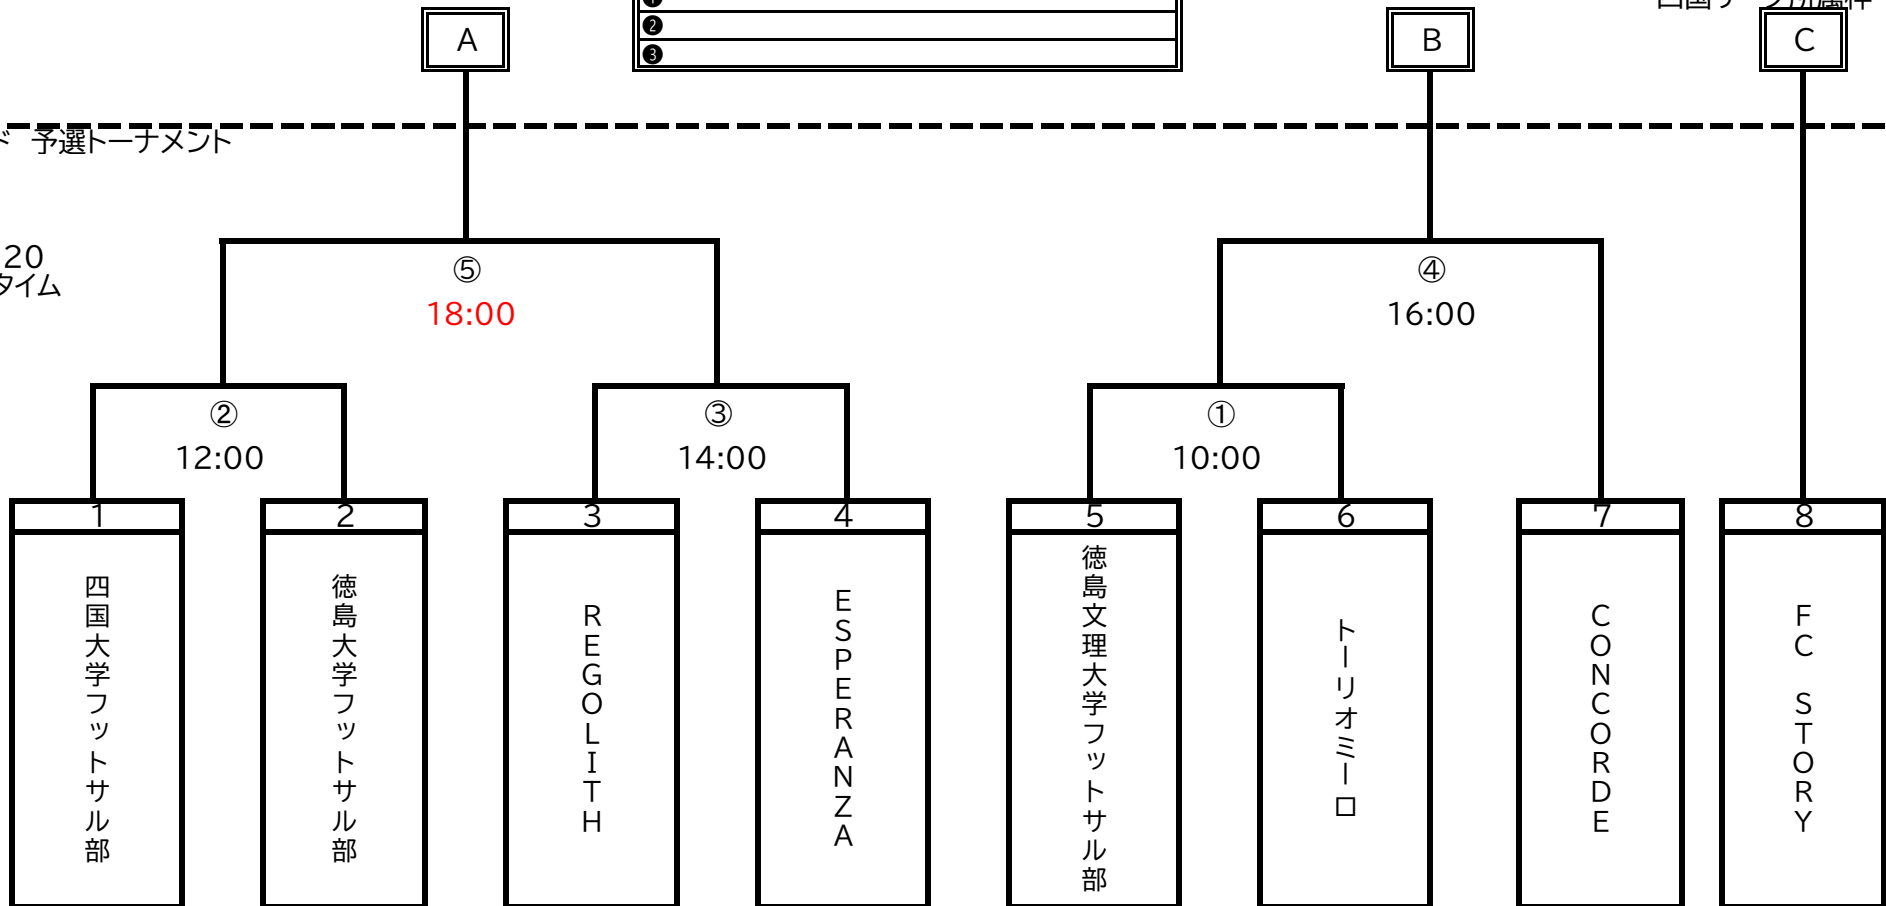 ❶
❷
❸
A
B
C
ド 予選トーナメント
20
タイム
⑤
18:00
④
16:00
②
12:00
③
14:00
①
10:00
1
2
3
4
5
6
7
8
四国大学フットサル部
徳島大学フットサル部
REGOLITH
ESPERANZA
徳島文理大学フットサル部
トーリオミーロ
CONCORDE
FC STORY